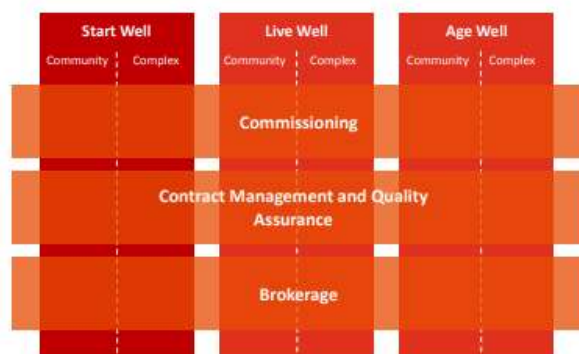 Start Well Live Well Age Well
Community Complex Community Complex Community Complex
Commissioning
Contract Management and Quality
Assurance
Brokerage